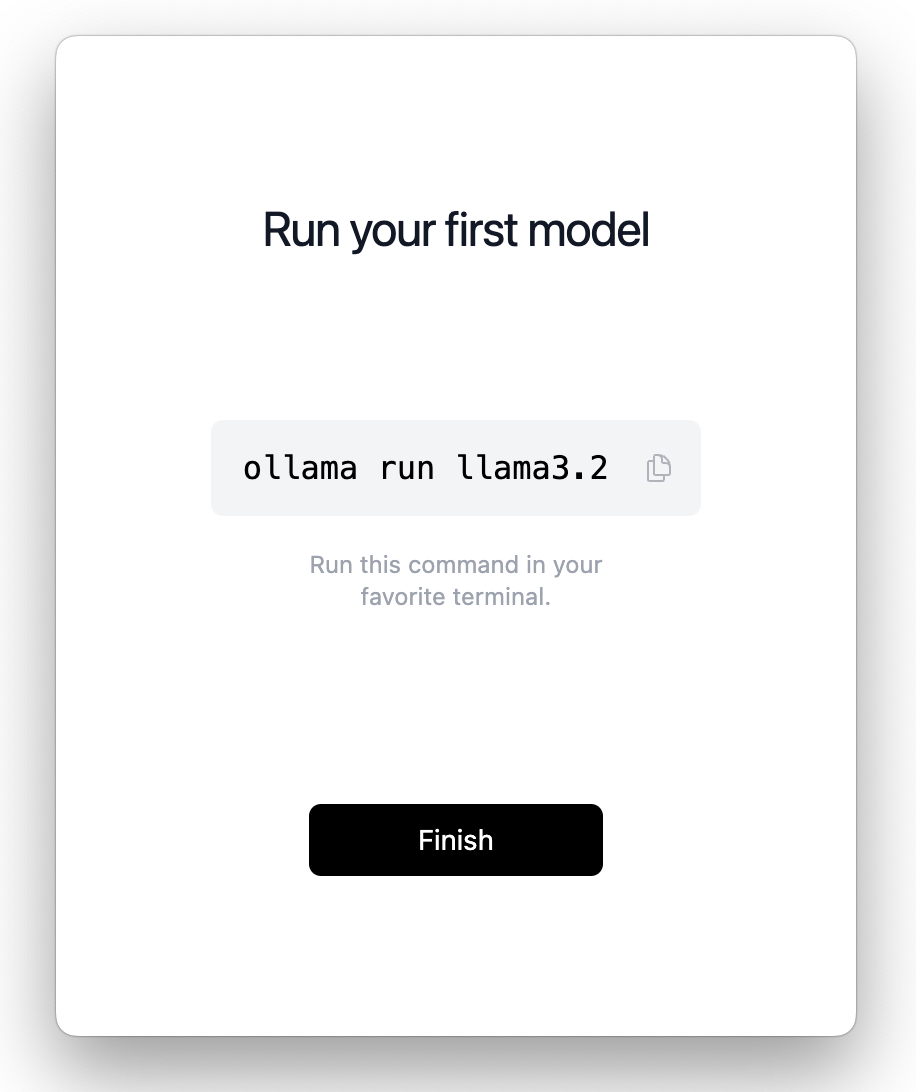 Run your first model
ollama run llama3.2
Run this command in your
favorite terminal.
Finish